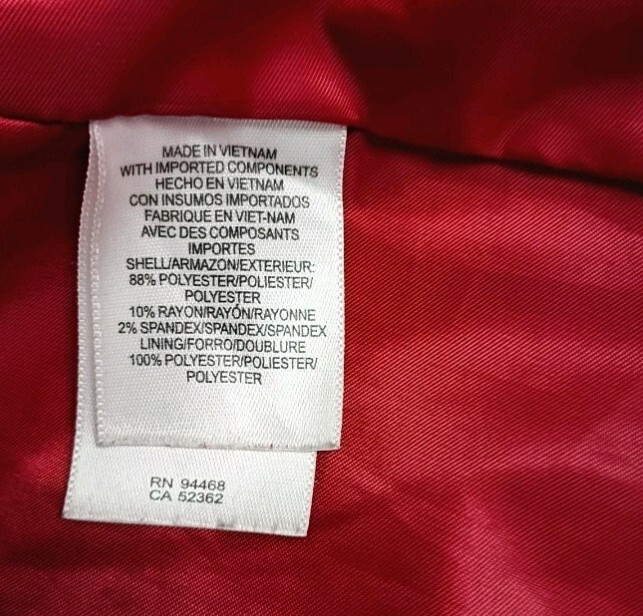 MADE IN VIETNAM
WITH IMPORTED COMPONENTS
HECHO EN VIETNAM
CON INSUMOS IMPORTADOS
FABRIQUE EN VIET-NAM
AVEC DES COMPOSANTS
IMPORTES
SHELL/ARMAZON/EXTERIEUR:
88% POLYESTER/POLIESTER/
POLYESTER
10% RAYON/RAYÓN/RAYONNE
2% SPANDEX/SPANDEX/SPANDEX
LINING/FORRO/DOUBLURE
100% POLYESTER/POLIESTER/
POLYESTER
RN 94468
CA 52362